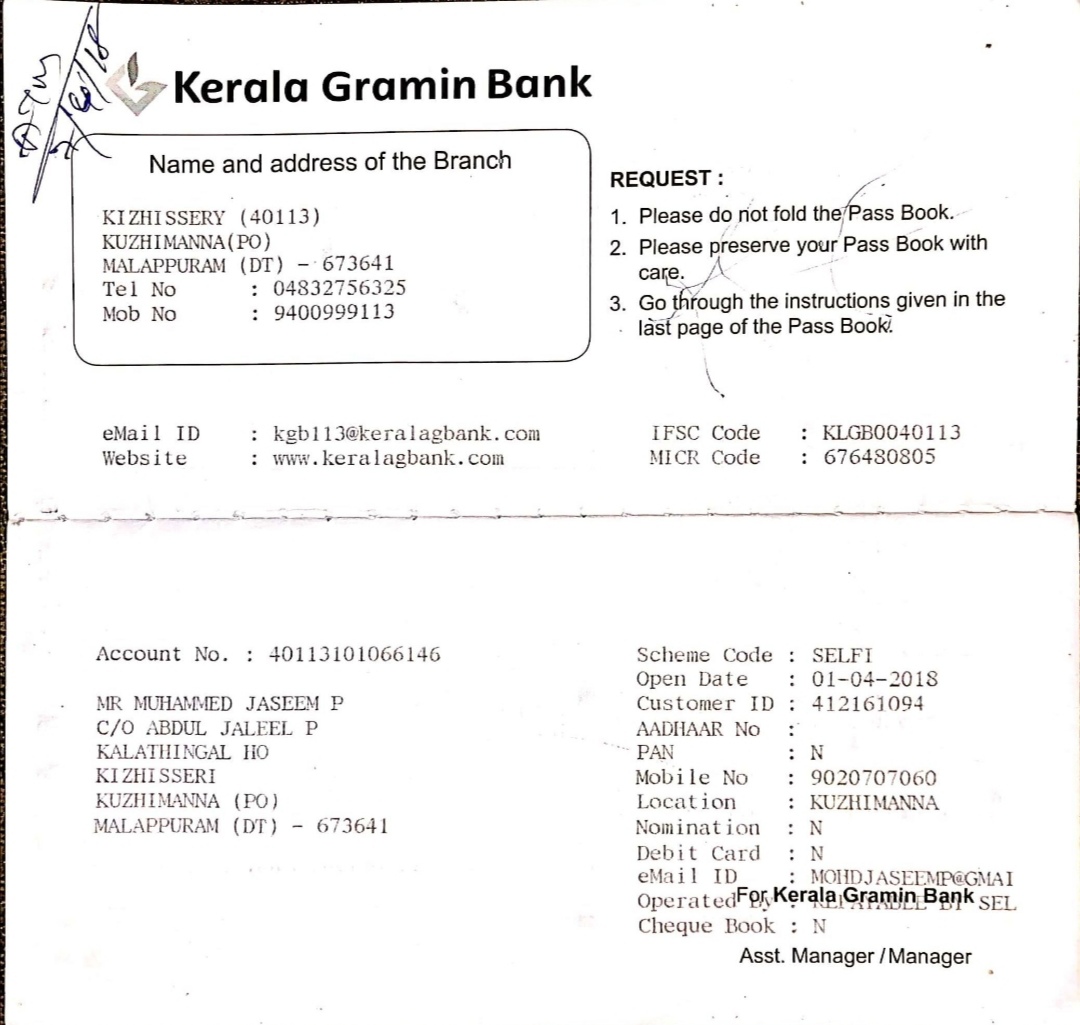 Kerala Gramin Bank
Name and address of the Branch
KIZHISSERY (40113)
KUZHIMANNA(PO)
MALAPPURAM (DT) - 673641
Tel No : 04832756325
Mob No : 9400999113
REQUEST :
1. Please do not fold the Pass Book.
2. Please preserve your Pass Book with
care.
3. Go through the instructions given in the
last page of the Pass Book.
eMail ID : kgb113@keralagbank.com
Website : www.keralagbank.com
IFSC Code : KLGB0040113
MICR Code : 676480805
Account No. : 40113101066146
MR MUHAMMED JASEEM P
C/O ABDUL JALEEL P
KALATHINGAL HO
KIZHISSERI
KUZHIMANNA (PO)
MALAPPURAM (DT) - 673641
Scheme Code : SELFI
Open Date : 01-04-2018
Customer ID : 412161094
AADHAAR No :
PAN : N
Mobile No : 9020707060
Location : KUZHIMANNA
Nomination : N
Debit Card : N
eMail ID : MOHDJASEEMP@GMAI
Operated By : REPAYABLE BY SEL
For Kerala Gramin Bank
Cheque Book : N
Asst. Manager / Manager